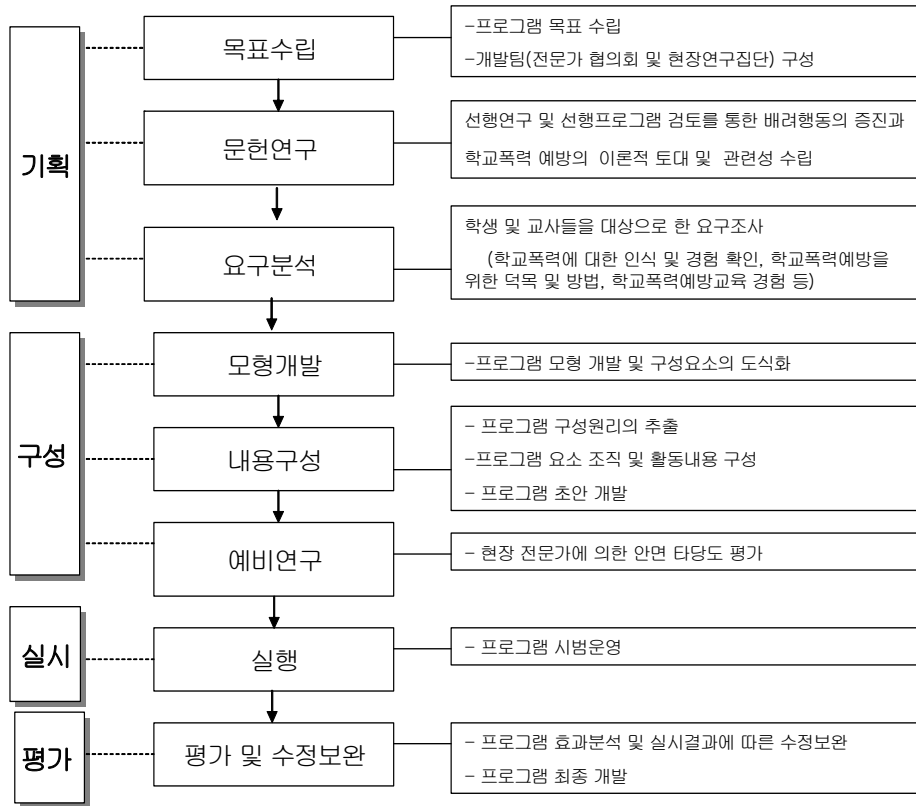 기획
목표수립
-프로그램 목표 수립
-개발팀(전문가 협의회 및 현장연구집단) 구성
문헌연구
선행연구 및 선행프로그램 검토를 통한 배려행동의 증진과
학교폭력 예방의 이론적 토대 및 관련성 수립
요구분석
학생 및 교사들을 대상으로 한 요구조사
(학교폭력에 대한 인식 및 경험 확인, 학교폭력예방을
위한 덕목 및 방법, 학교폭력예방교육 경험 등)
구성
모형개발
-프로그램 모형 개발 및 구성요소의 도식화
내용구성
- 프로그램 구성원리의 추출
-프로그램 요소 조직 및 활동내용 구성
- 프로그램 초안 개발
예비연구
- 현장 전문가에 의한 안면 타당도 평가
실시
실행
- 프로그램 시범운영
평가
평가 및 수정보완
- 프로그램 효과분석 및 실시결과에 따른 수정보완
- 프로그램 최종 개발